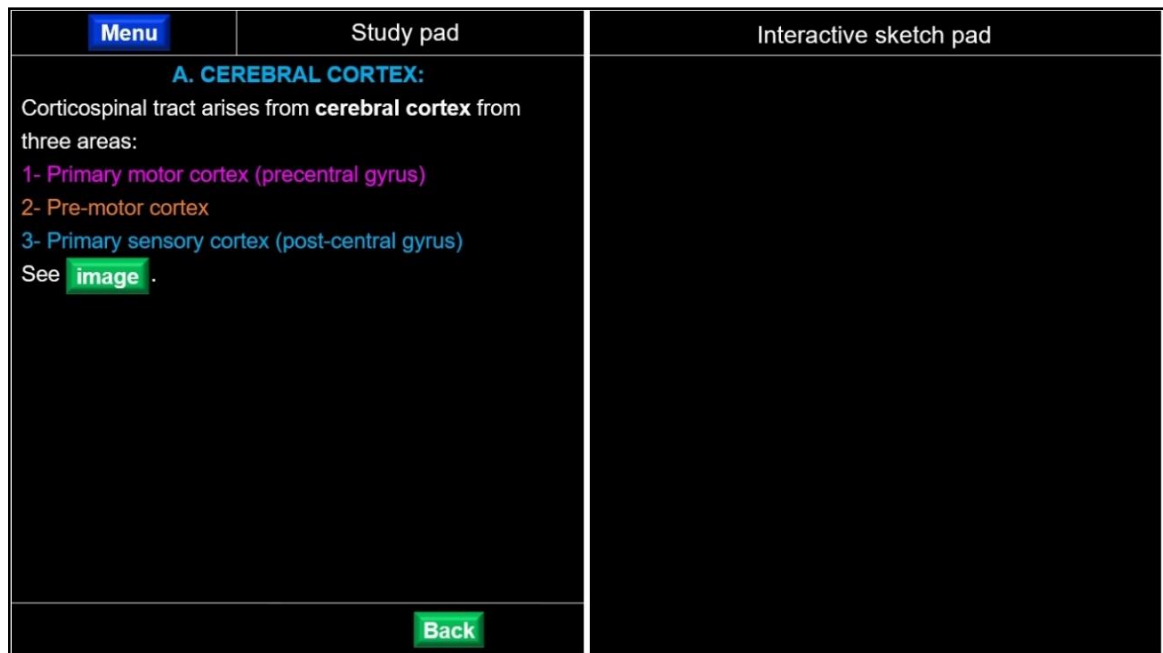 Menu
Study pad
Interactive sketch pad
A. CEREBRAL CORTEX:
Corticospinal tract arises from cerebral cortex from
three areas:
1- Primary motor cortex (precentral gyrus)
2- Pre-motor cortex
3- Primary sensory cortex (post-central gyrus)
See image .
Back